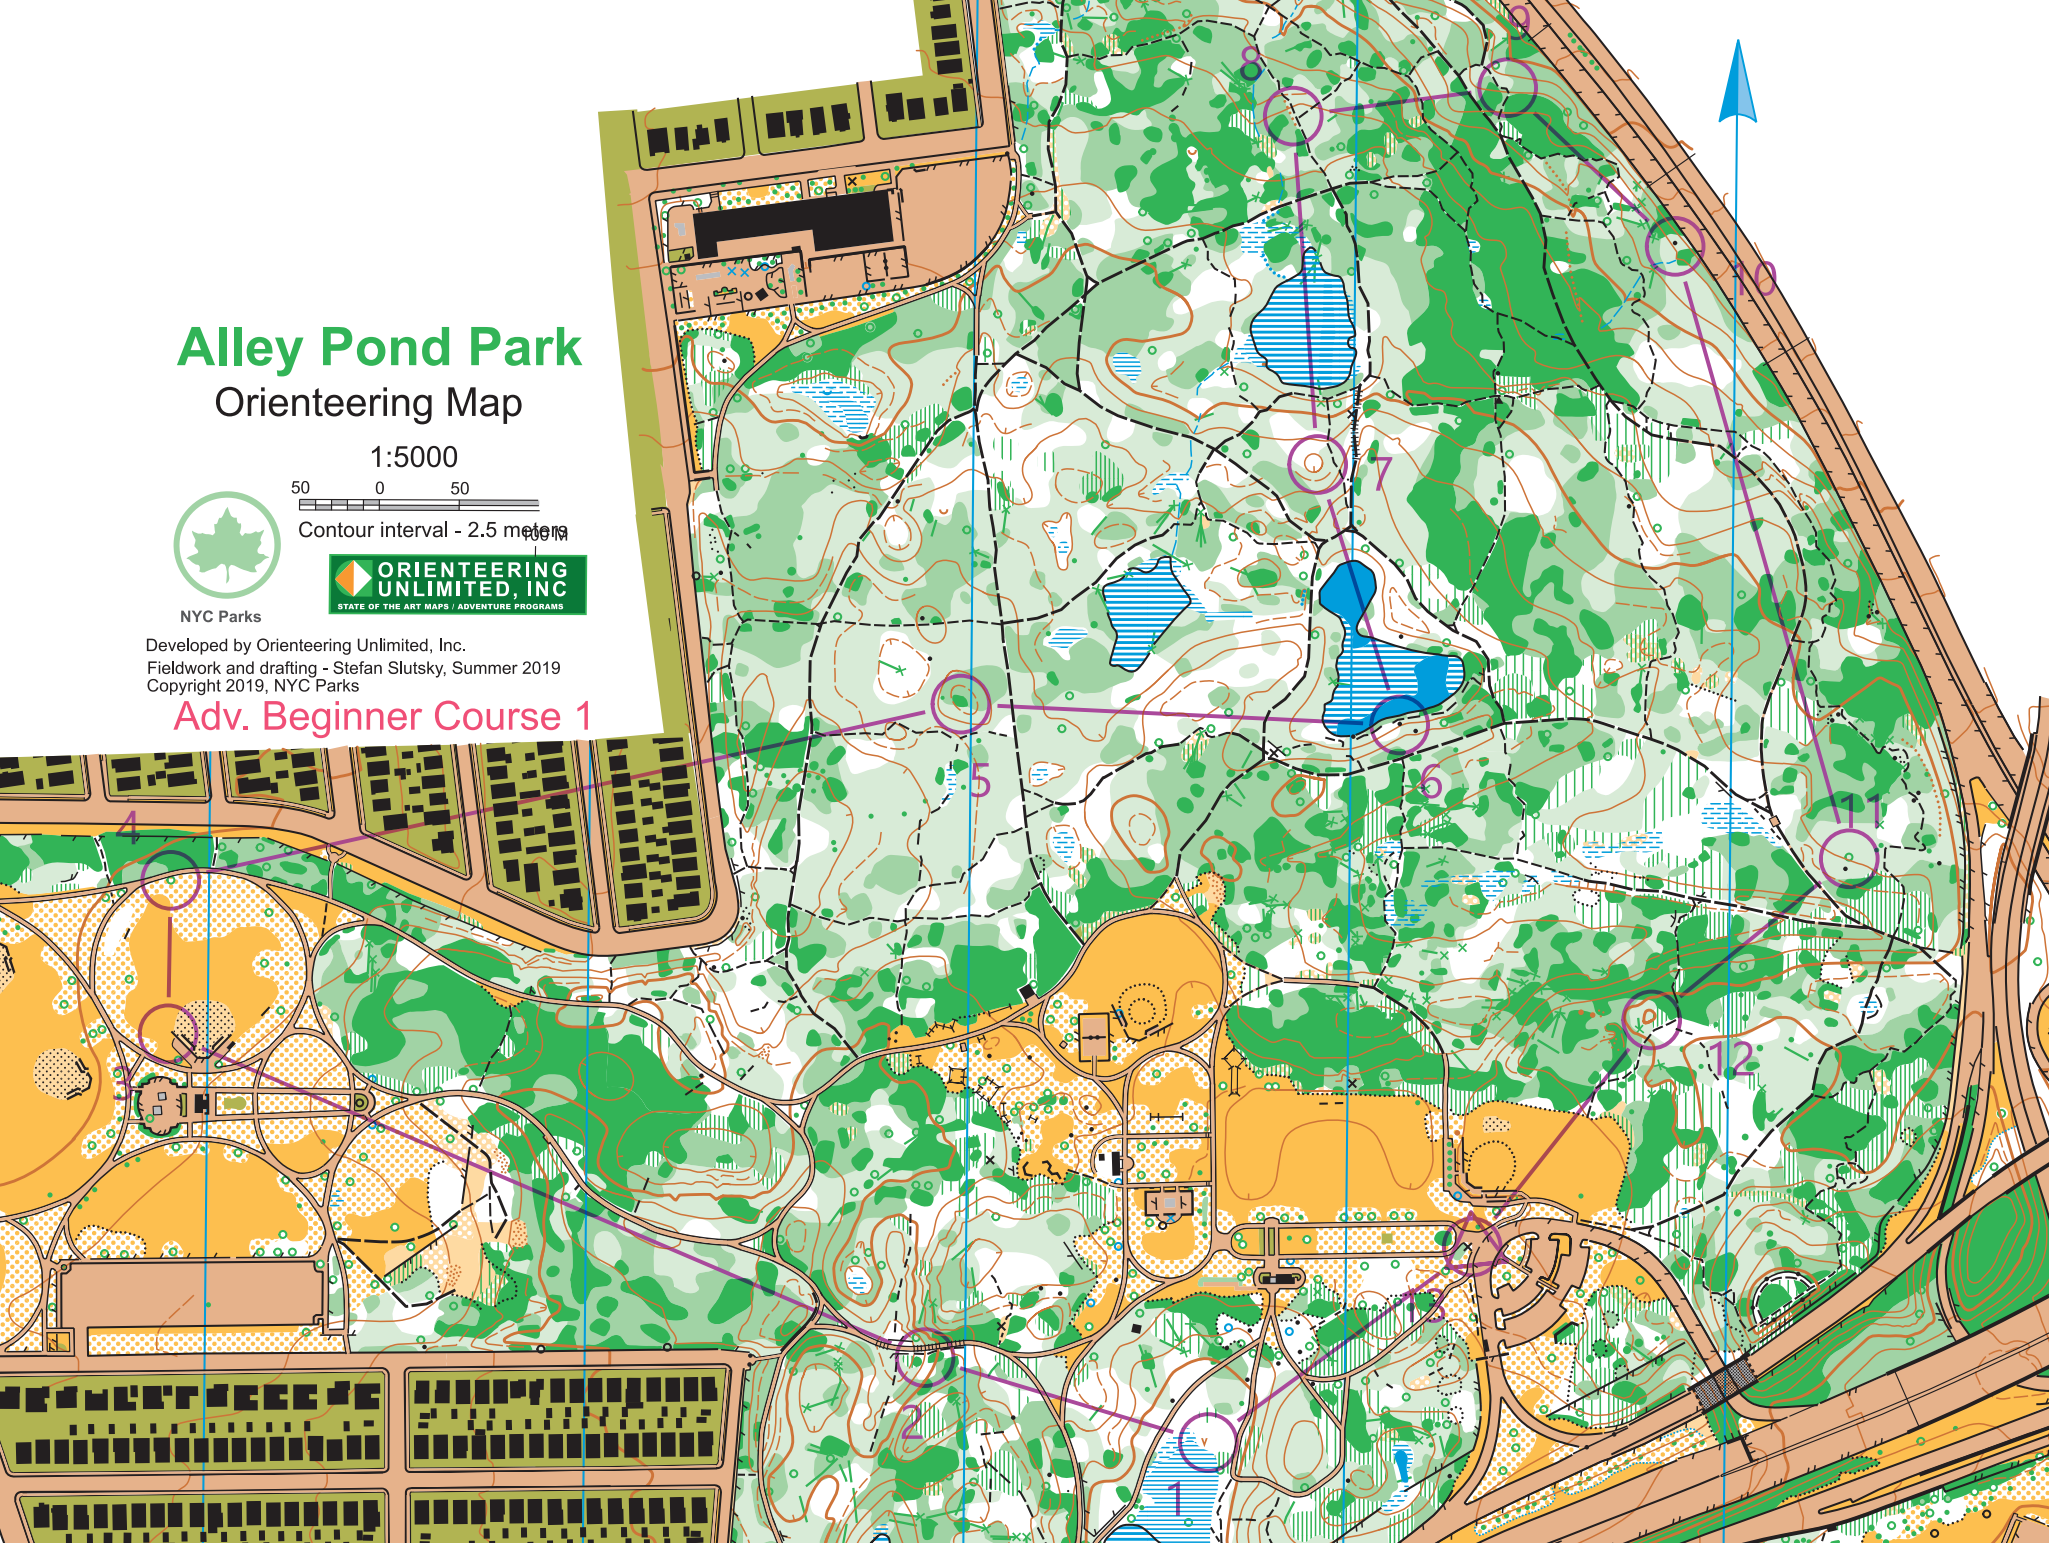 Alley Pond Park
Orienteering Map
1:5000
50 0 50
100 M
Contour interval - 2.5 meters
ORIENTEERING
UNLIMITED, INC
STATE OF THE ART MAPS / ADVENTURE PROGRAMS
NYC Parks
Developed by Orienteering Unlimited, Inc.
Fieldwork and drafting - Stefan Slutsky, Summer 2019
Copyright 2019, NYC Parks
Adv. Beginner Course 1
9
8
10
7
5
6
4
11
12
3
13
2
1